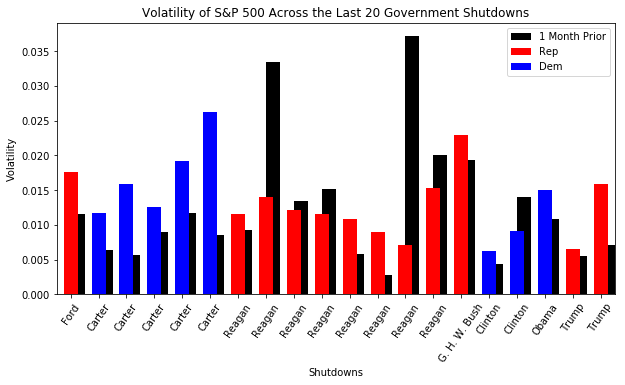 Volatility of S&P 500 Across the Last 20 Government Shutdowns
1 Month Prior
Rep
Dem
0.035
0.030
0.025
0.020
0.015
0.010
0.005
0.000
Volatility
Ford
Carter
Carter
Carter
Carter
Carter
Reagan
Reagan
Reagan
Reagan
Reagan
Reagan
Reagan
Reagan
G. H. W. Bush
Clinton
Clinton
Obama
Trump
Trump
Shutdowns